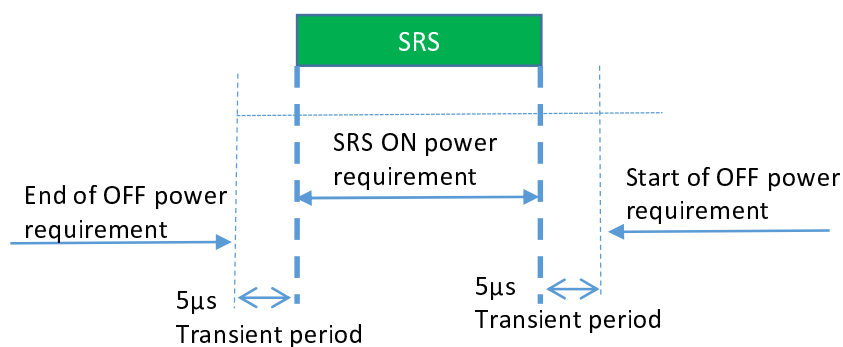 SRS
SRS ON power
requirement
End of OFF power
requirement
Start of OFF power
requirement
5µs
Transient period
5µs
Transient period